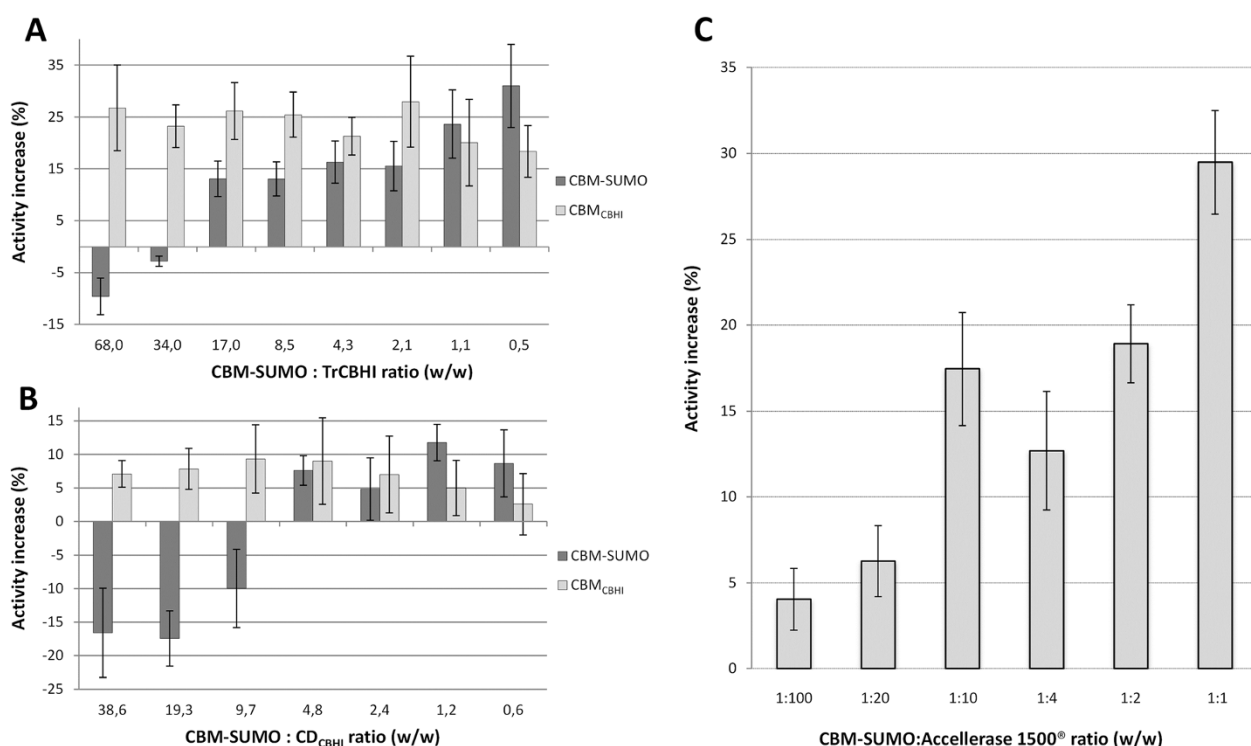 A
Activity increase (%)
35
25
15
5
-5
-15
68,0 34,0 17,0 8,5 4,3 2,1 1,1 0,5
CBM-SUMO : TrCBHI ratio (w/w)
CBM-SUMO
CBMCBHI
B
Activity increase (%)
15
10
5
0
-5
-10
-15
-20
-25
38,6 19,3 9,7 4,8 2,4 1,2 0,6
CBM-SUMO : CDCBHI ratio (w/w)
CBM-SUMO
CBMCBHI
C
Activity increase (%)
35
30
25
20
15
10
5
0
1:100 1:20 1:10 1:4 1:2 1:1
CBM-SUMO:Accellerase 1500® ratio (w/w)